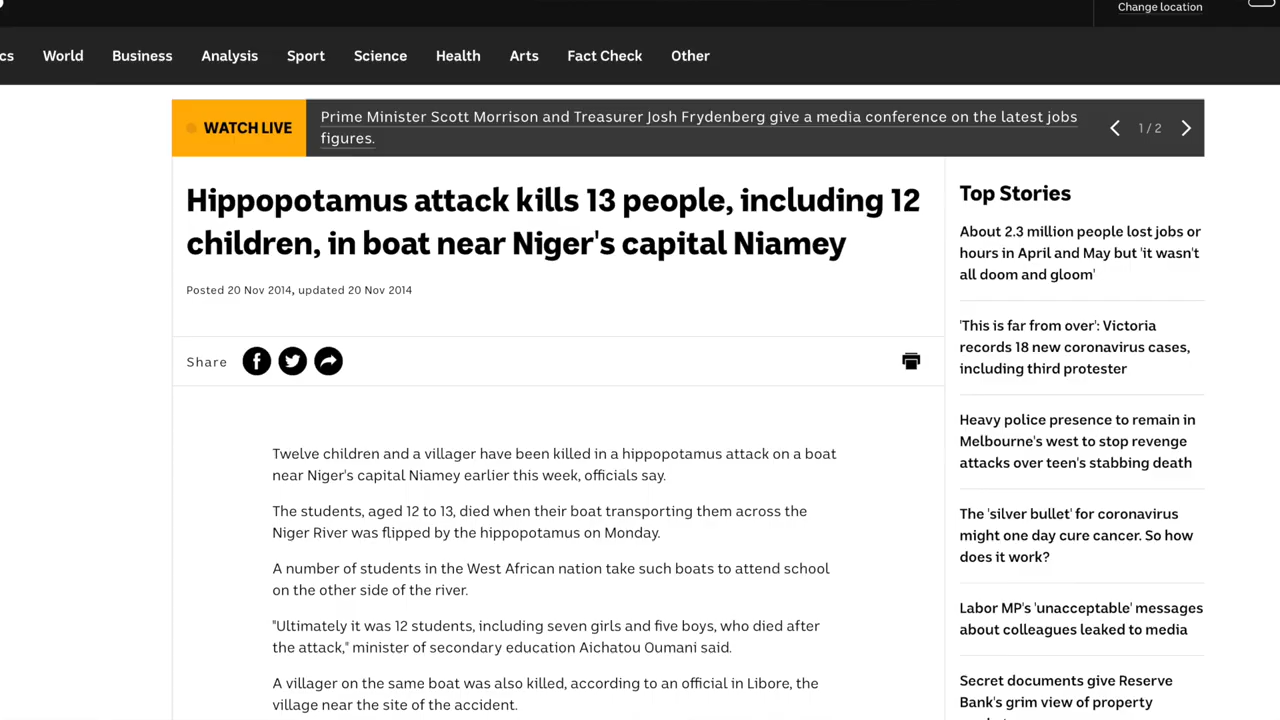 Change location
cs World Business Analysis Sport Science Health Arts Fact Check Other
WATCH LIVE
Prime Minister Scott Morrison and Treasurer Josh Frydenberg give a media conference on the latest jobs
figures.
1 / 2
Hippopotamus attack kills 13 people, including 12
children, in boat near Niger's capital Niamey
Posted 20 Nov 2014, updated 20 Nov 2014
Share
Twelve children and a villager have been killed in a hippopotamus attack on a boat
near Niger's capital Niamey earlier this week, officials say.
The students, aged 12 to 13, died when their boat transporting them across the
Niger River was flipped by the hippopotamus on Monday.
A number of students in the West African nation take such boats to attend school
on the other side of the river.
"Ultimately it was 12 students, including seven girls and five boys, who died after
the attack," minister of secondary education Aichatou Oumani said.
A villager on the same boat was also killed, according to an official in Libore, the
village near the site of the accident.
Top Stories
About 2.3 million people lost jobs or
hours in April and May but 'it wasn't
all doom and gloom'
'This is far from over': Victoria
records 18 new coronavirus cases,
including third protester
Heavy police presence to remain in
Melbourne's west to stop revenge
attacks over teen's stabbing death
The 'silver bullet' for coronavirus
might one day cure cancer. So how
does it work?
Labor MP's 'unacceptable' messages
about colleagues leaked to media
Secret documents give Reserve
Bank's grim view of property